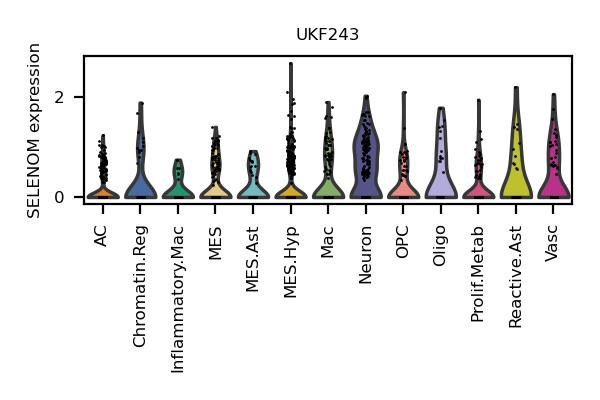 UKF243
SELENOM expression
2
0
AC
Chromatin.Reg
Inflammatory.Mac
MES
MES.Ast
MES.Hyp
Mac
Neuron
OPC
Oligo
Prolif.Metab
Reactive.Ast
Vasc